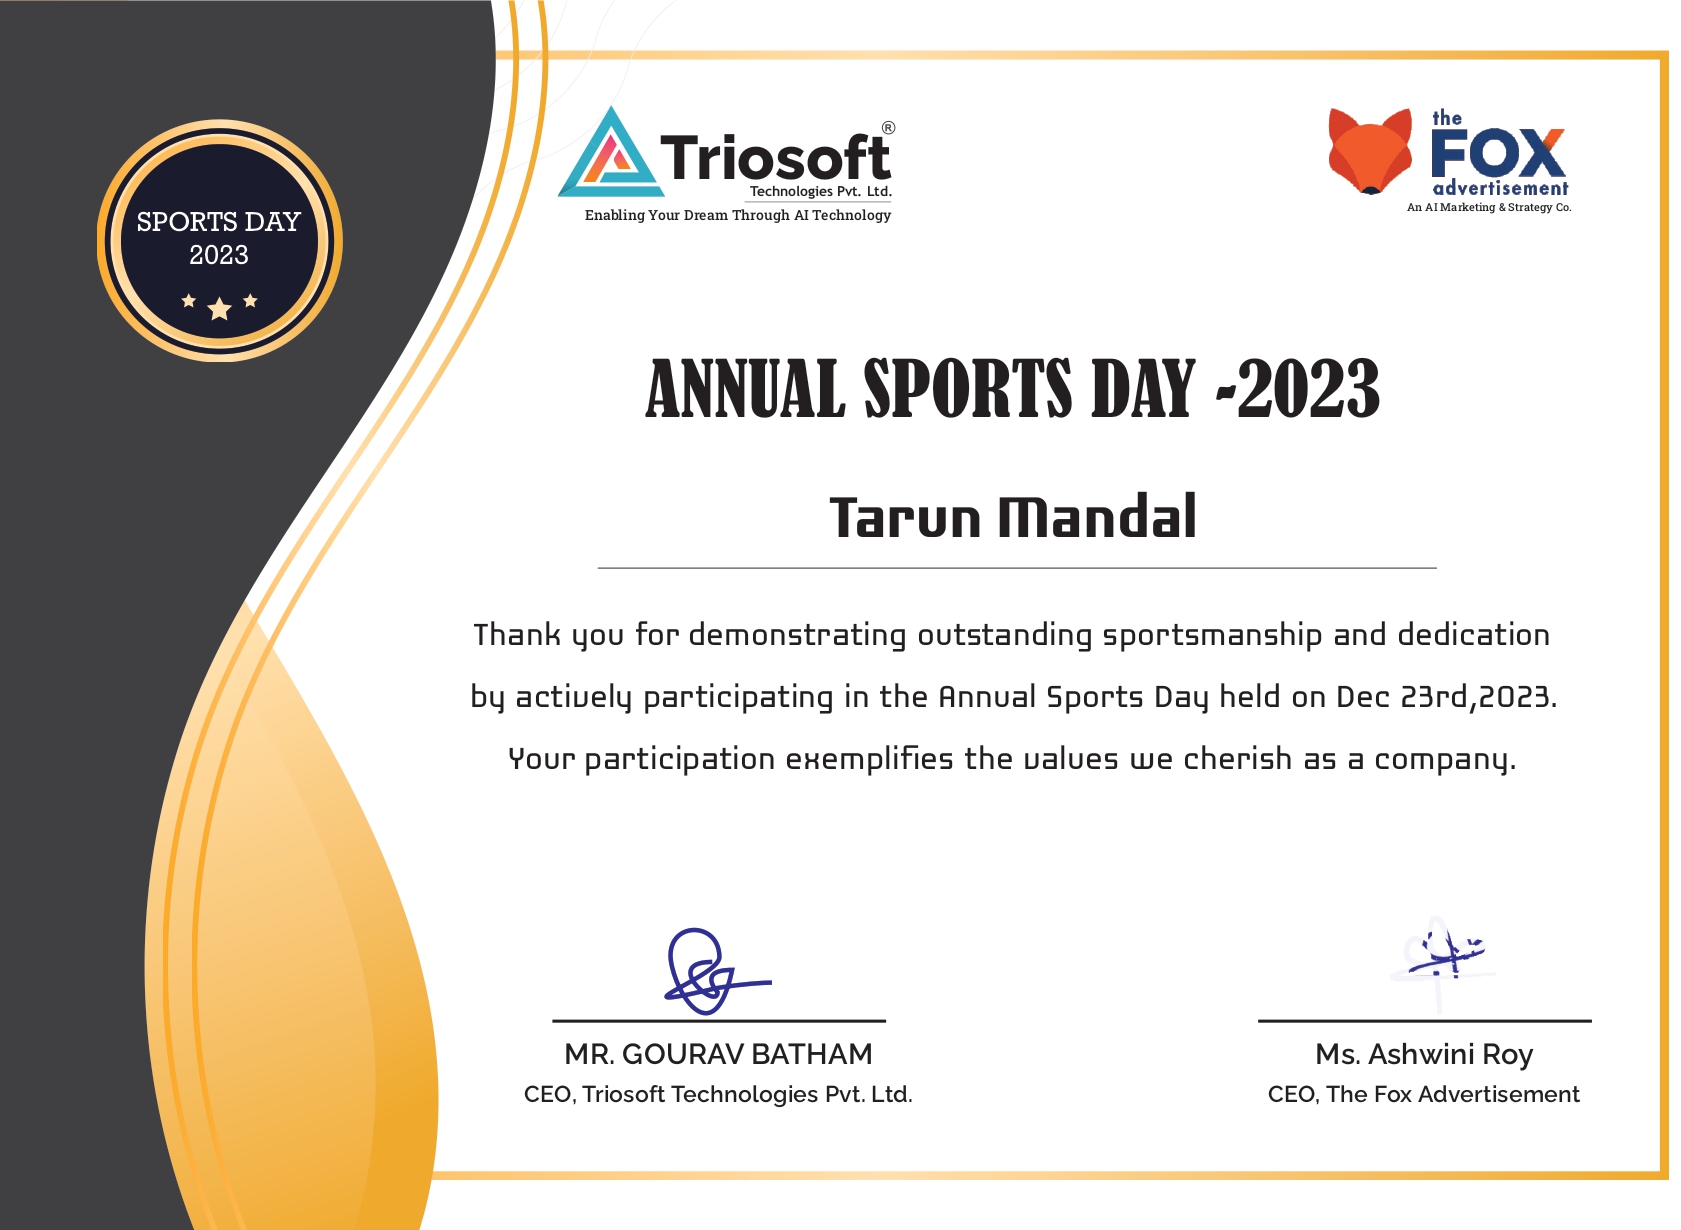 SPORTS DAY
2023
Triosoft®
Technologies Pvt. Ltd.
Enabling Your Dream Through AI Technology
the
FOX
advertisement
An AI Marketing & Strategy Co.
ANNUAL SPORTS DAY -2023
Tarun Mandal
Thank you for demonstrating outstanding sportsmanship and dedication
by actively participating in the Annual Sports Day held on Dec 23rd,2023.
Your participation exemplifies the values we cherish as a company.
MR. GOURAV BATHAM
CEO, Triosoft Technologies Pvt. Ltd.
Ms. Ashwini Roy
CEO, The Fox Advertisement